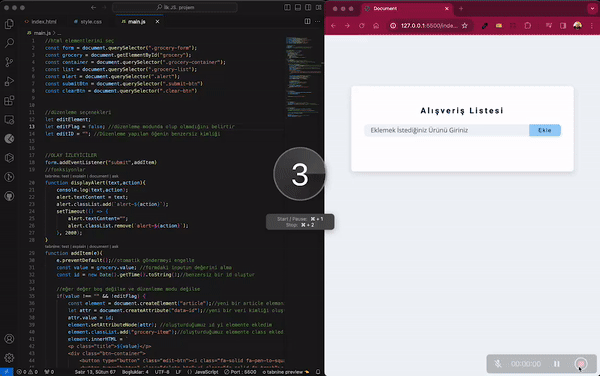 İlk JS projem
index.html
style.css
main.js
main.js > ...
//html elementlerini seç
const form = document.querySelector(".grocery-form");
const grocery = document.getElementById("grocery");
const container = document.querySelector(".grocery-container");
const list = document.querySelector(".grocery-list");
const alert = document.querySelector(".alert");
const submitBtn = document.querySelector(".submit-btn")
const clearBtn = document.querySelector(".clear-btn")
//düzenleme seçenekleri
let editElement;
let editFlag = false; //düzenleme modunda olup olmadığını belirtir
let editID = ""; //Düzenleme yapılan öğenin benzersiz kimliği
//OLAY İZLEYİCİLER
form.addEventListener("submit",addItem)
//fonksiyonlar
function displayAlert(text,action){
console.log(text,action);
alert.textContent = text;
alert.classList.add(`alert-${action}`);
setTimeout(() => {
alert.textContent="";
alert.classList.remove(`alert-${action}`);
}, 2000);
}
function addItem(e){
e.preventDefault();//otomatik göndermeyi engelle
const value = grocery.value; //formdaki inputun değerini alma
const id = new Date().getTime().toString();//benzersiz bir id oluştur
//eğer değer boş değilse ve düzenleme modu değilse
if(value !== "" && !editFlag) {
const element = document.createElement("article");//yeni bir article eleman
let attr = document.createAttribute("data-id");//yeni bir veri kimliği oluş
attr.value = id;
element.setAttributeNode(attr); //oluşturduğumuz id yi elemente ekledim
element.classList.add("grocery-item");//oluşturduğumuz elemente class ekled
element.innerHTML =
<p class="title">${value}</p>
<div class="btn-container">
<button type="button" class="edit-btn"><i class="fa-solid fa-pen-to-squar
Satır 13, Sütun 67
Boşluklar: 4
UTF-8
LF
{} JavaScript
Port : 5500
tabnine preview
Document
127.0.0.1:5500/inde...
Alışveriş Listesi
Eklemek İstediğiniz Ürünü Giriniz
Ekle
3
Start | Pause: ⌘ + 1
Stop: ⌘ + 2
00:00:00